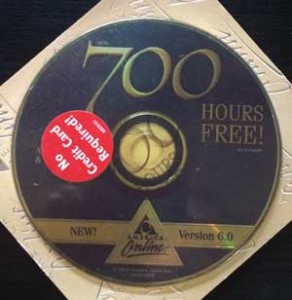 700
HOURS
FREE!
No
Credit Card
Required!
NEW!
Version 6.0
AMERICA
Online